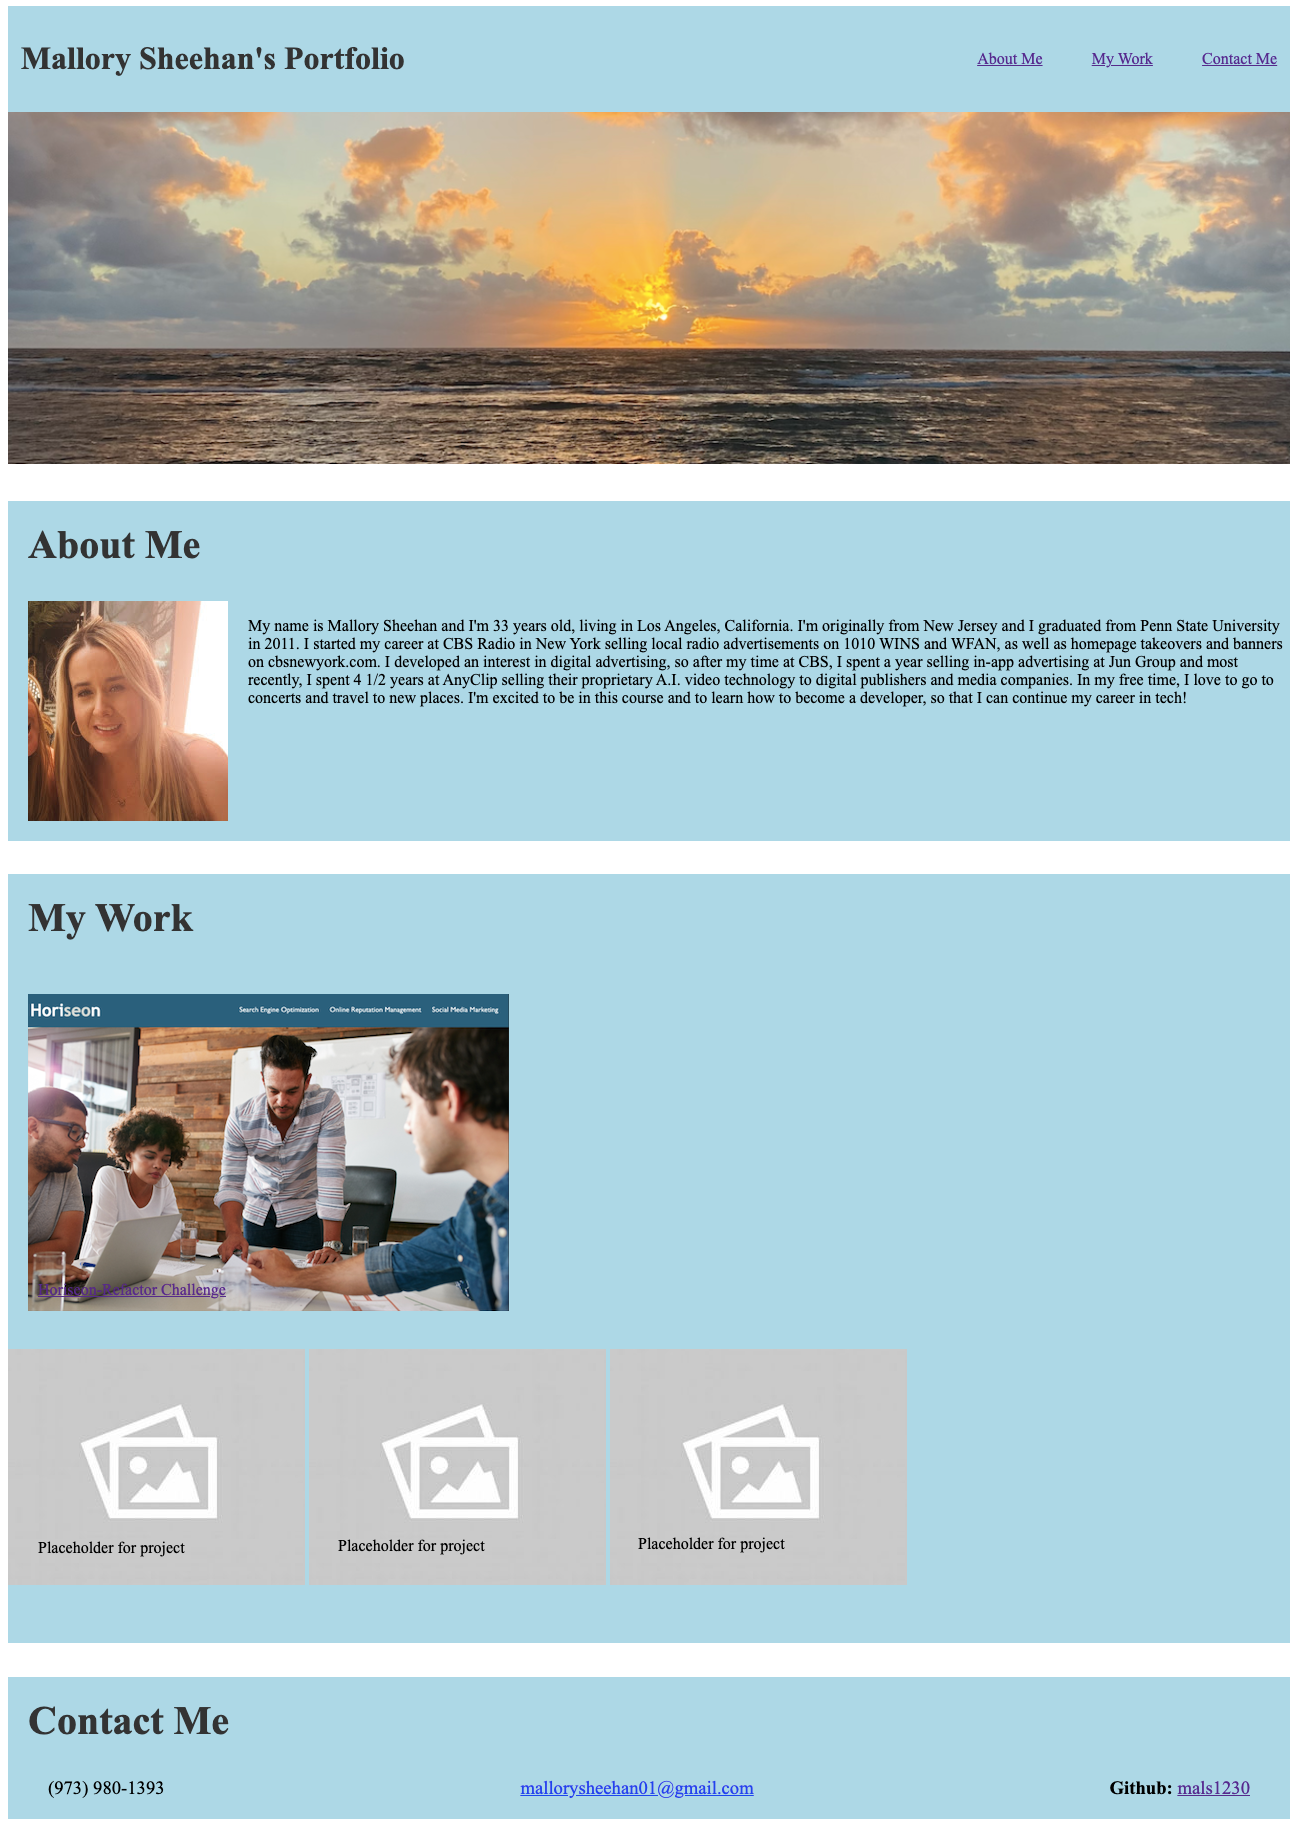 Mallory Sheehan's Portfolio
About Me My Work Contact Me
About Me
My name is Mallory Sheehan and I'm 33 years old, living in Los Angeles, California. I'm originally from New Jersey and I graduated from Penn State University
in 2011. I started my career at CBS Radio in New York selling local radio advertisements on 1010 WINS and WFAN, as well as homepage takeovers and banners
on cbsnewyork.com. I developed an interest in digital advertising, so after my time at CBS, I spent a year selling in-app advertising at Jun Group and most
recently, I spent 4 1/2 years at AnyClip selling their proprietary A.I. video technology to digital publishers and media companies. In my free time, I love to go to
concerts and travel to new places. I'm excited to be in this course and to learn how to become a developer, so that I can continue my career in tech!
My Work
Horiseon Search Engine Optimization Online Reputation Management Social Media Marketing
Horiseon-Refactor Challenge
Placeholder for project
Placeholder for project
Placeholder for project
Contact Me
(973) 980-1393 mallorysheehan01@gmail.com Github: mals1230